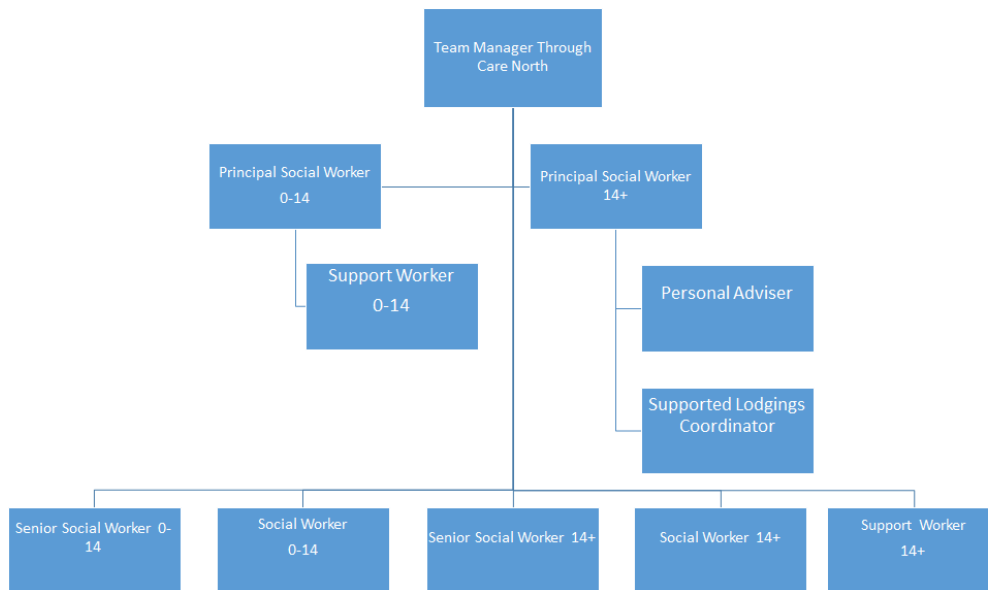 Team Manager Through
Care North
Principal Social Worker
0-14
Principal Social Worker
14+
Support Worker
0-14
Personal Adviser
Supported Lodgings
Coordinator
Senior Social Worker 0-
14
Social Worker
0-14
Senior Social Worker 14+
Social Worker 14+
Support Worker
14+